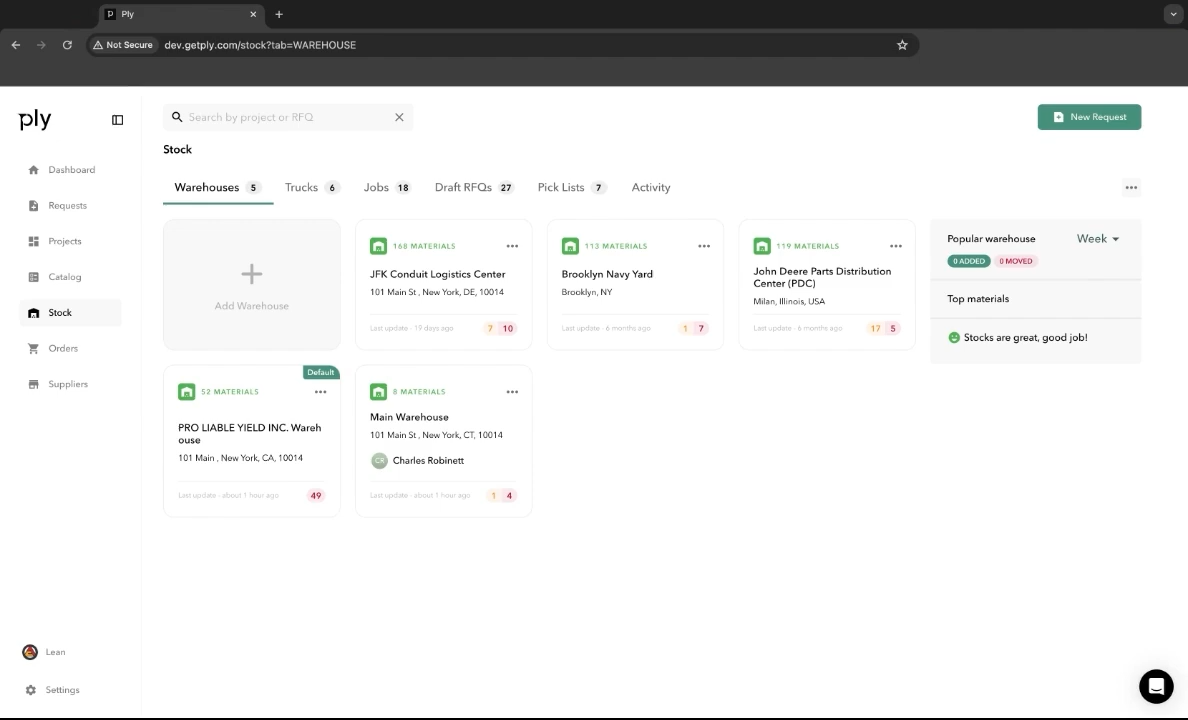 P Ply
Not Secure dev.getply.com/stock?tab=WAREHOUSE
ply
Search by project or RFQ
New Request
Stock
Dashboard
Requests
Projects
Catalog
Stock
Orders
Suppliers
Lean
Settings
Warehouses 5 Trucks 6 Jobs 18 Draft RFQs 27 Pick Lists 7 Activity
Add Warehouse
168 MATERIALS
JFK Conduit Logistics Center
101 Main St , New York, DE, 10014
Last update - 19 days ago 7 10
113 MATERIALS
Brooklyn Navy Yard
Brooklyn, NY
Last update - 6 months ago 1 7
119 MATERIALS
John Deere Parts Distribution
Center (PDC)
Milan, Illinois, USA
Last update - 6 months ago 17 5
Popular warehouse Week
0 ADDED 0 MOVED
Top materials
Stocks are great, good job!
Default
52 MATERIALS
PRO LIABLE YIELD INC. Wareh
ouse
101 Main , New York, CA, 10014
Last update - about 1 hour ago 49
8 MATERIALS
Main Warehouse
101 Main St , New York, CT, 10014
CR Charles Robinett
Last update - about 1 hour ago 1 4